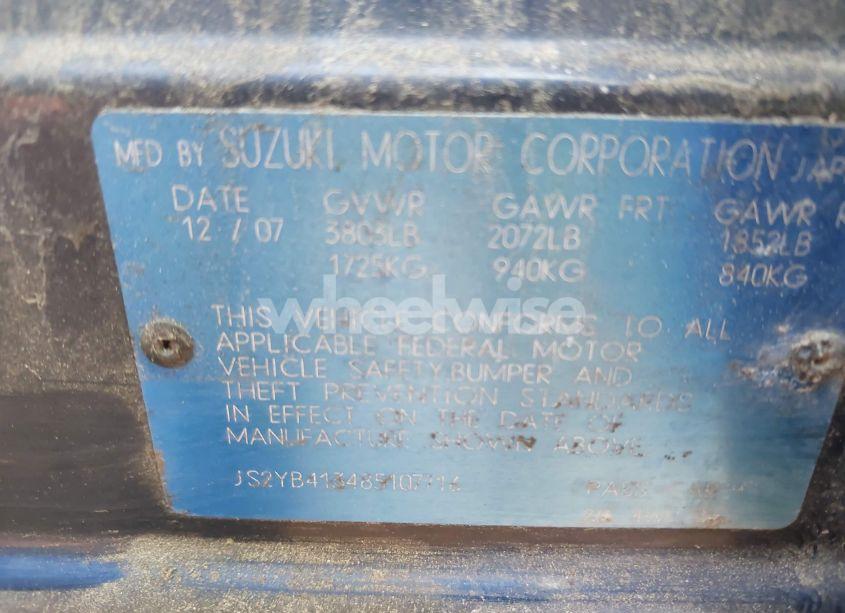 MFD BY SUZUKI MOTOR CORPORATION
DATE GVWR GAWR FRT GAWR
12 / 07 3803LB 2072LB 1852LB
1725KG 940KG 840KG
wheelwise
THIS VEHICLE CONFORMS TO ALL
APPLICABLE FEDERAL MOTOR
VEHICLE SAFETY,BUMPER AND
THEFT PREVENTION STANDARDS
IN EFFECT ON THE DATE OF
MANUFACTURE SHOWN ABOVE